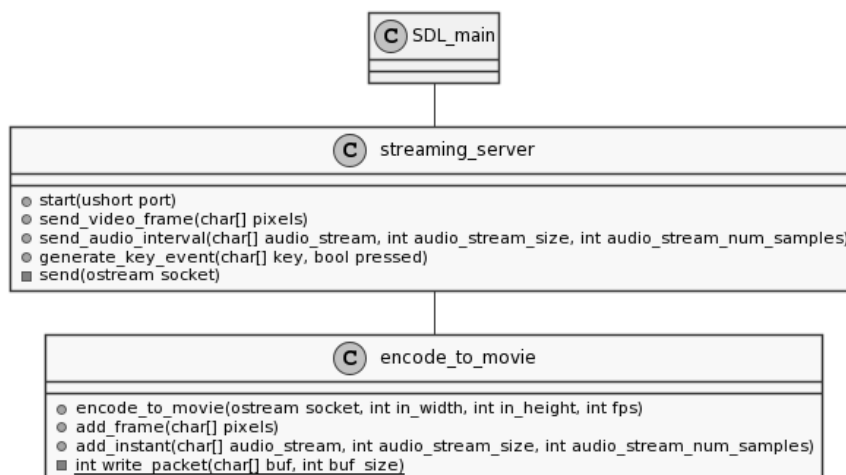 C SDL_main
C streaming_server
start(ushort port)
send_video_frame(char[] pixels)
send_audio_interval(char[] audio_stream, int audio_stream_size, int audio_stream_num_samples)
generate_key_event(char[] key, bool pressed)
send(ostream socket)
C encode_to_movie
encode_to_movie(ostream socket, int in_width, int in_height, int fps)
add_frame(char[] pixels)
add_instant(char[] audio_stream, int audio_stream_size, int audio_stream_num_samples)
int write_packet(char[] buf, int buf_size)